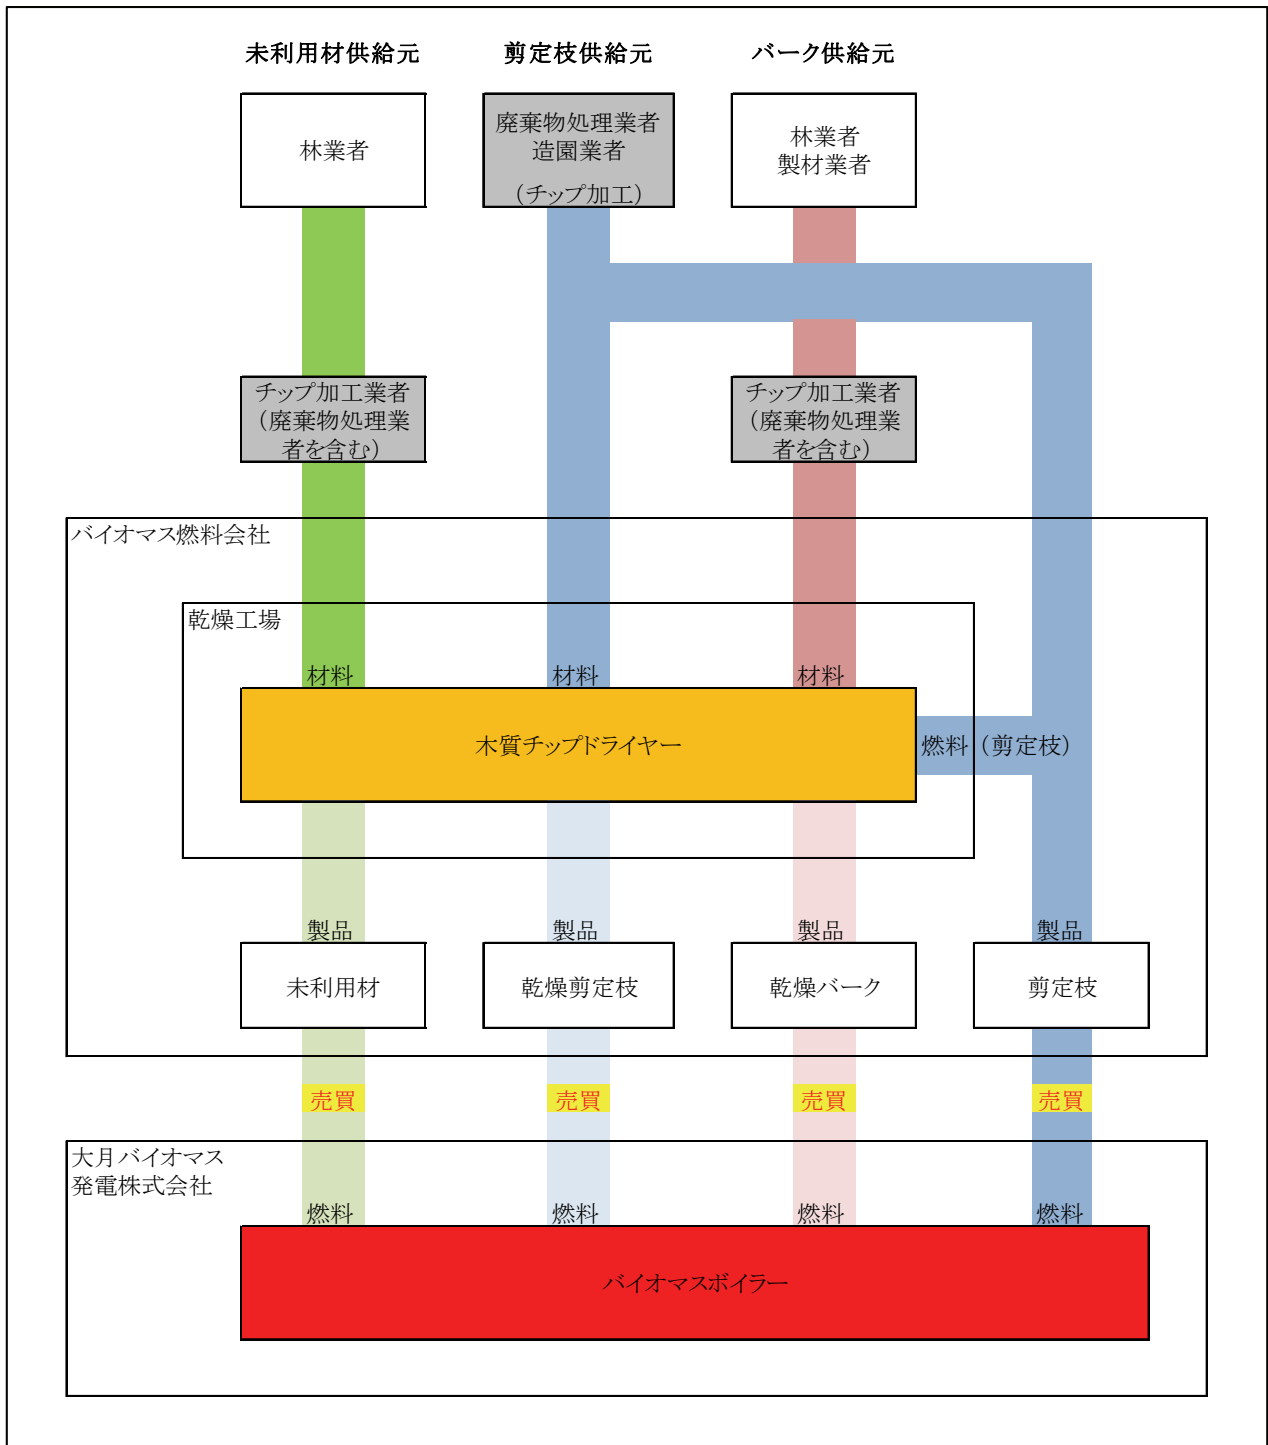 未利用材供給元
剪定枝供給元
バーク供給元
林業者
廃棄物処理業者
造園業者
（チップ加工）
林業者
製材業者
チップ加工業者
（廃棄物処理業
者を含む）
チップ加工業者
（廃棄物処理業
者を含む）
バイオマス燃料会社
乾燥工場
材料
材料
材料
木質チップドライヤー
燃料（剪定枝）
製品
製品
製品
製品
未利用材
乾燥剪定枝
乾燥バーク
剪定枝
売買
売買
売買
売買
大月バイオマス
発電株式会社
燃料
燃料
燃料
燃料
バイオマスボイラー